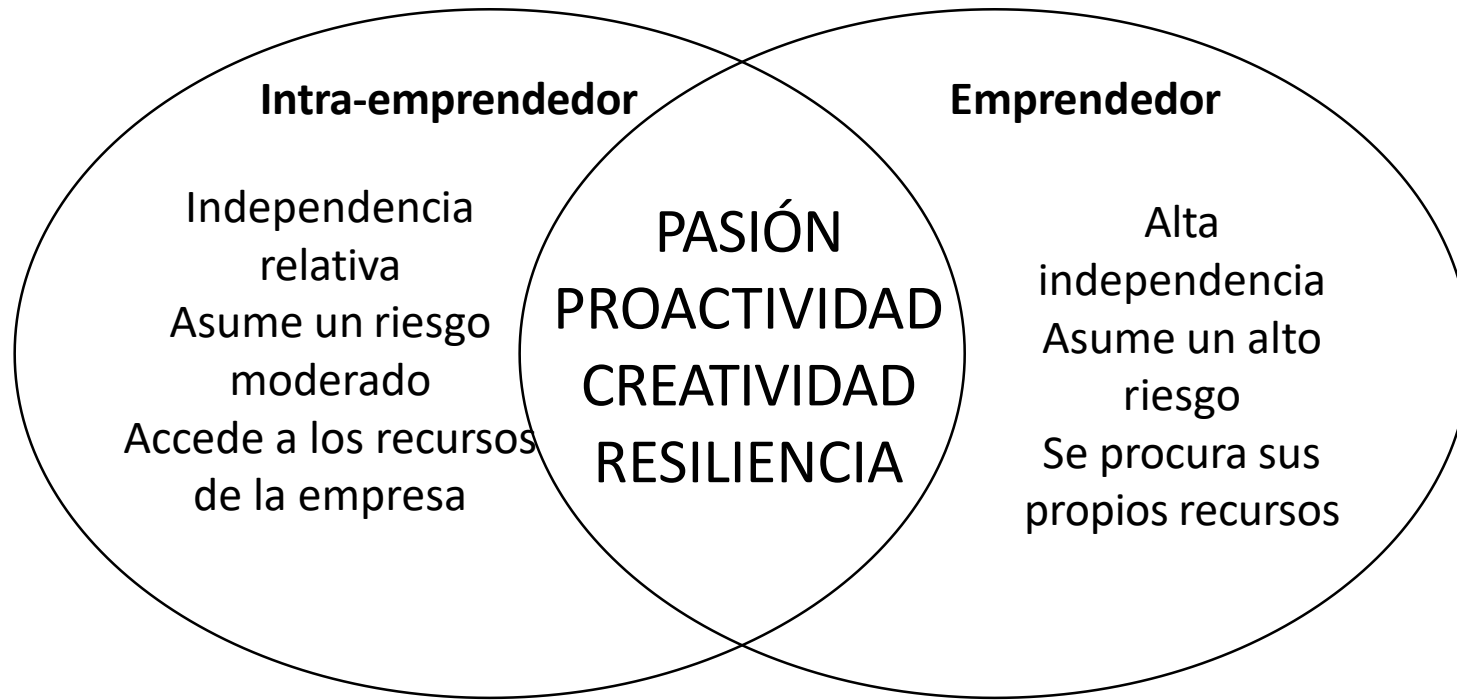 Intra-emprendedor
Independencia
relativa
Asume un riesgo
moderado
Accede a los recursos
de la empresa
PASIÓN
PROACTIVIDAD
CREATIVIDAD
RESILIENCIA
Emprendedor
Alta
independencia
Asume un alto
riesgo
Se procura sus
propios recursos